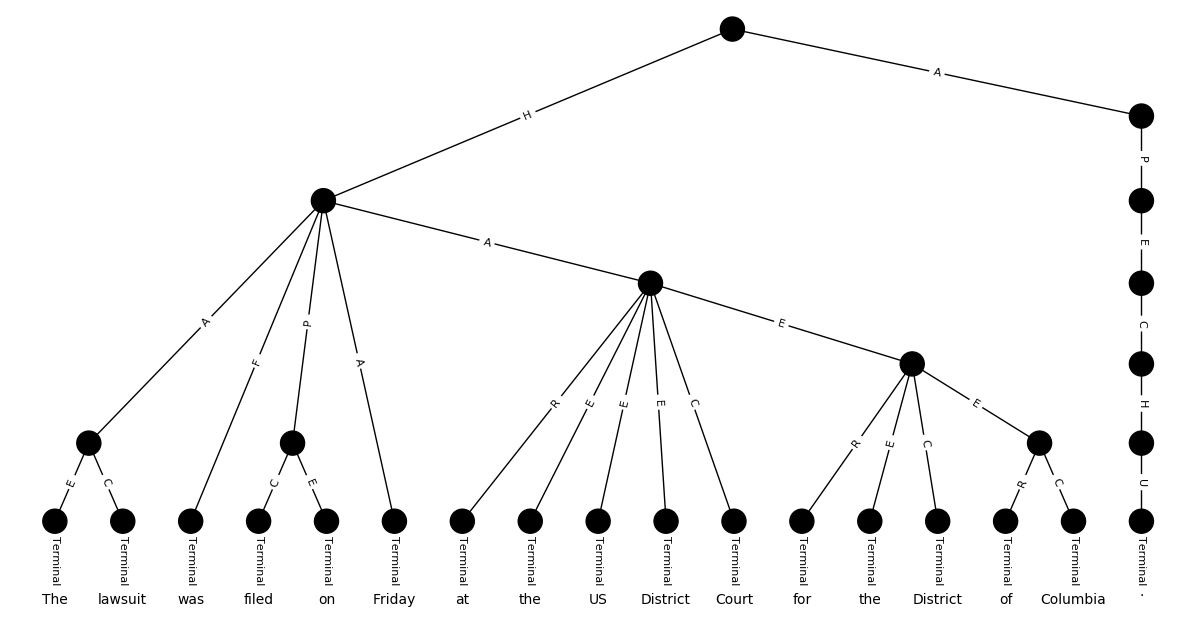 A
H
P
A
E
A
E
C
A
F
P
A
R
E
E
E
C
E
H
R
E
C
E C C E R C U
Terminal Terminal Terminal Terminal Terminal Terminal Terminal Terminal Terminal Terminal Terminal Terminal Terminal Terminal Terminal Terminal Terminal
The lawsuit was filed on Friday at the US District Court for the District of Columbia .